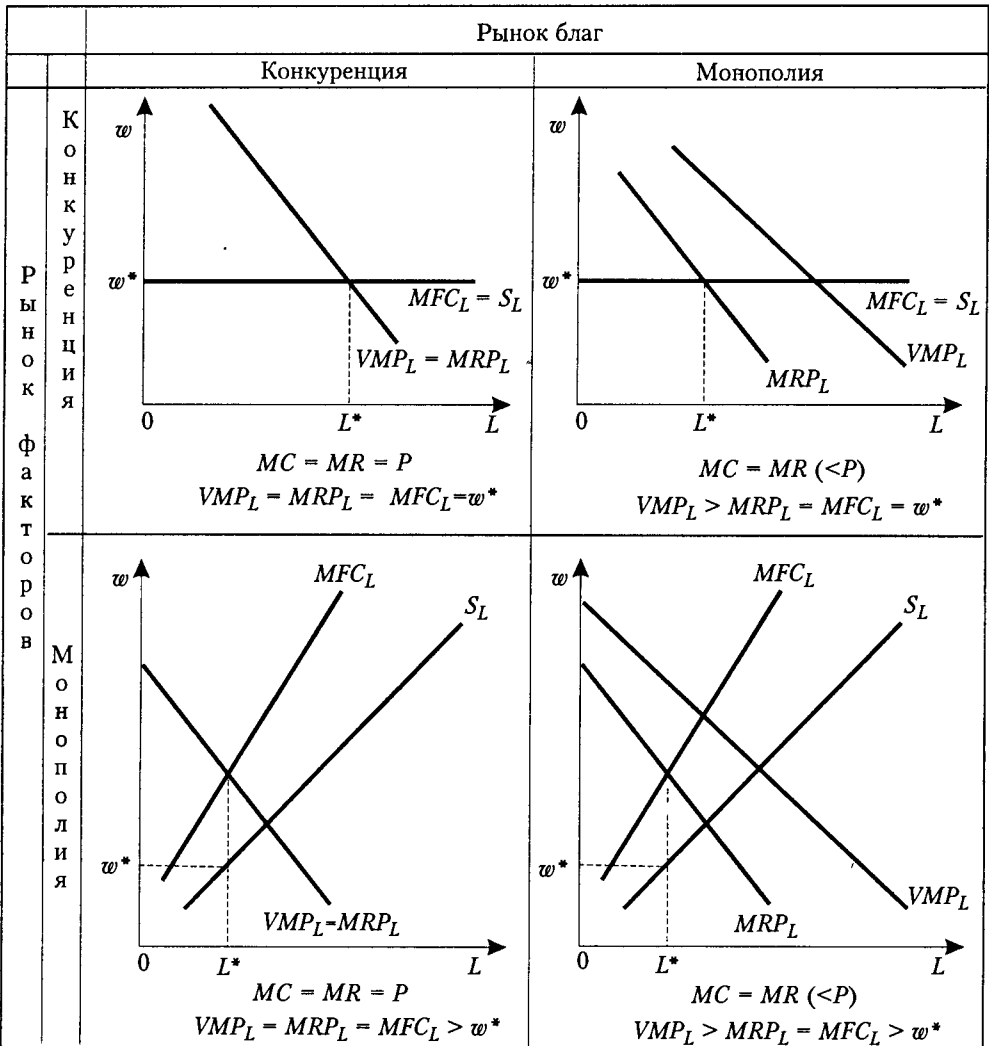 Рынок благ
Конкуренция
Монополия
Рынок факторов
Конкуренция
w
w*
MFC_L = S_L
VMP_L = MRP_L
0
L*
L
MC = MR = P
VMP_L = MRP_L = MFC_L=w*
w
w*
MFC_L = S_L
VMP_L
MRP_L
0
L*
L
MC = MR (<P)
VMP_L > MRP_L = MFC_L = w*
Монополия
w
MFC_L
S_L
w*
VMP_L=MRP_L
0
L*
L
MC = MR = P
VMP_L = MRP_L = MFC_L > w*
w
MFC_L
S_L
w*
VMP_L
MRP_L
0
L*
L
MC = MR (<P)
VMP_L > MRP_L = MFC_L > w*